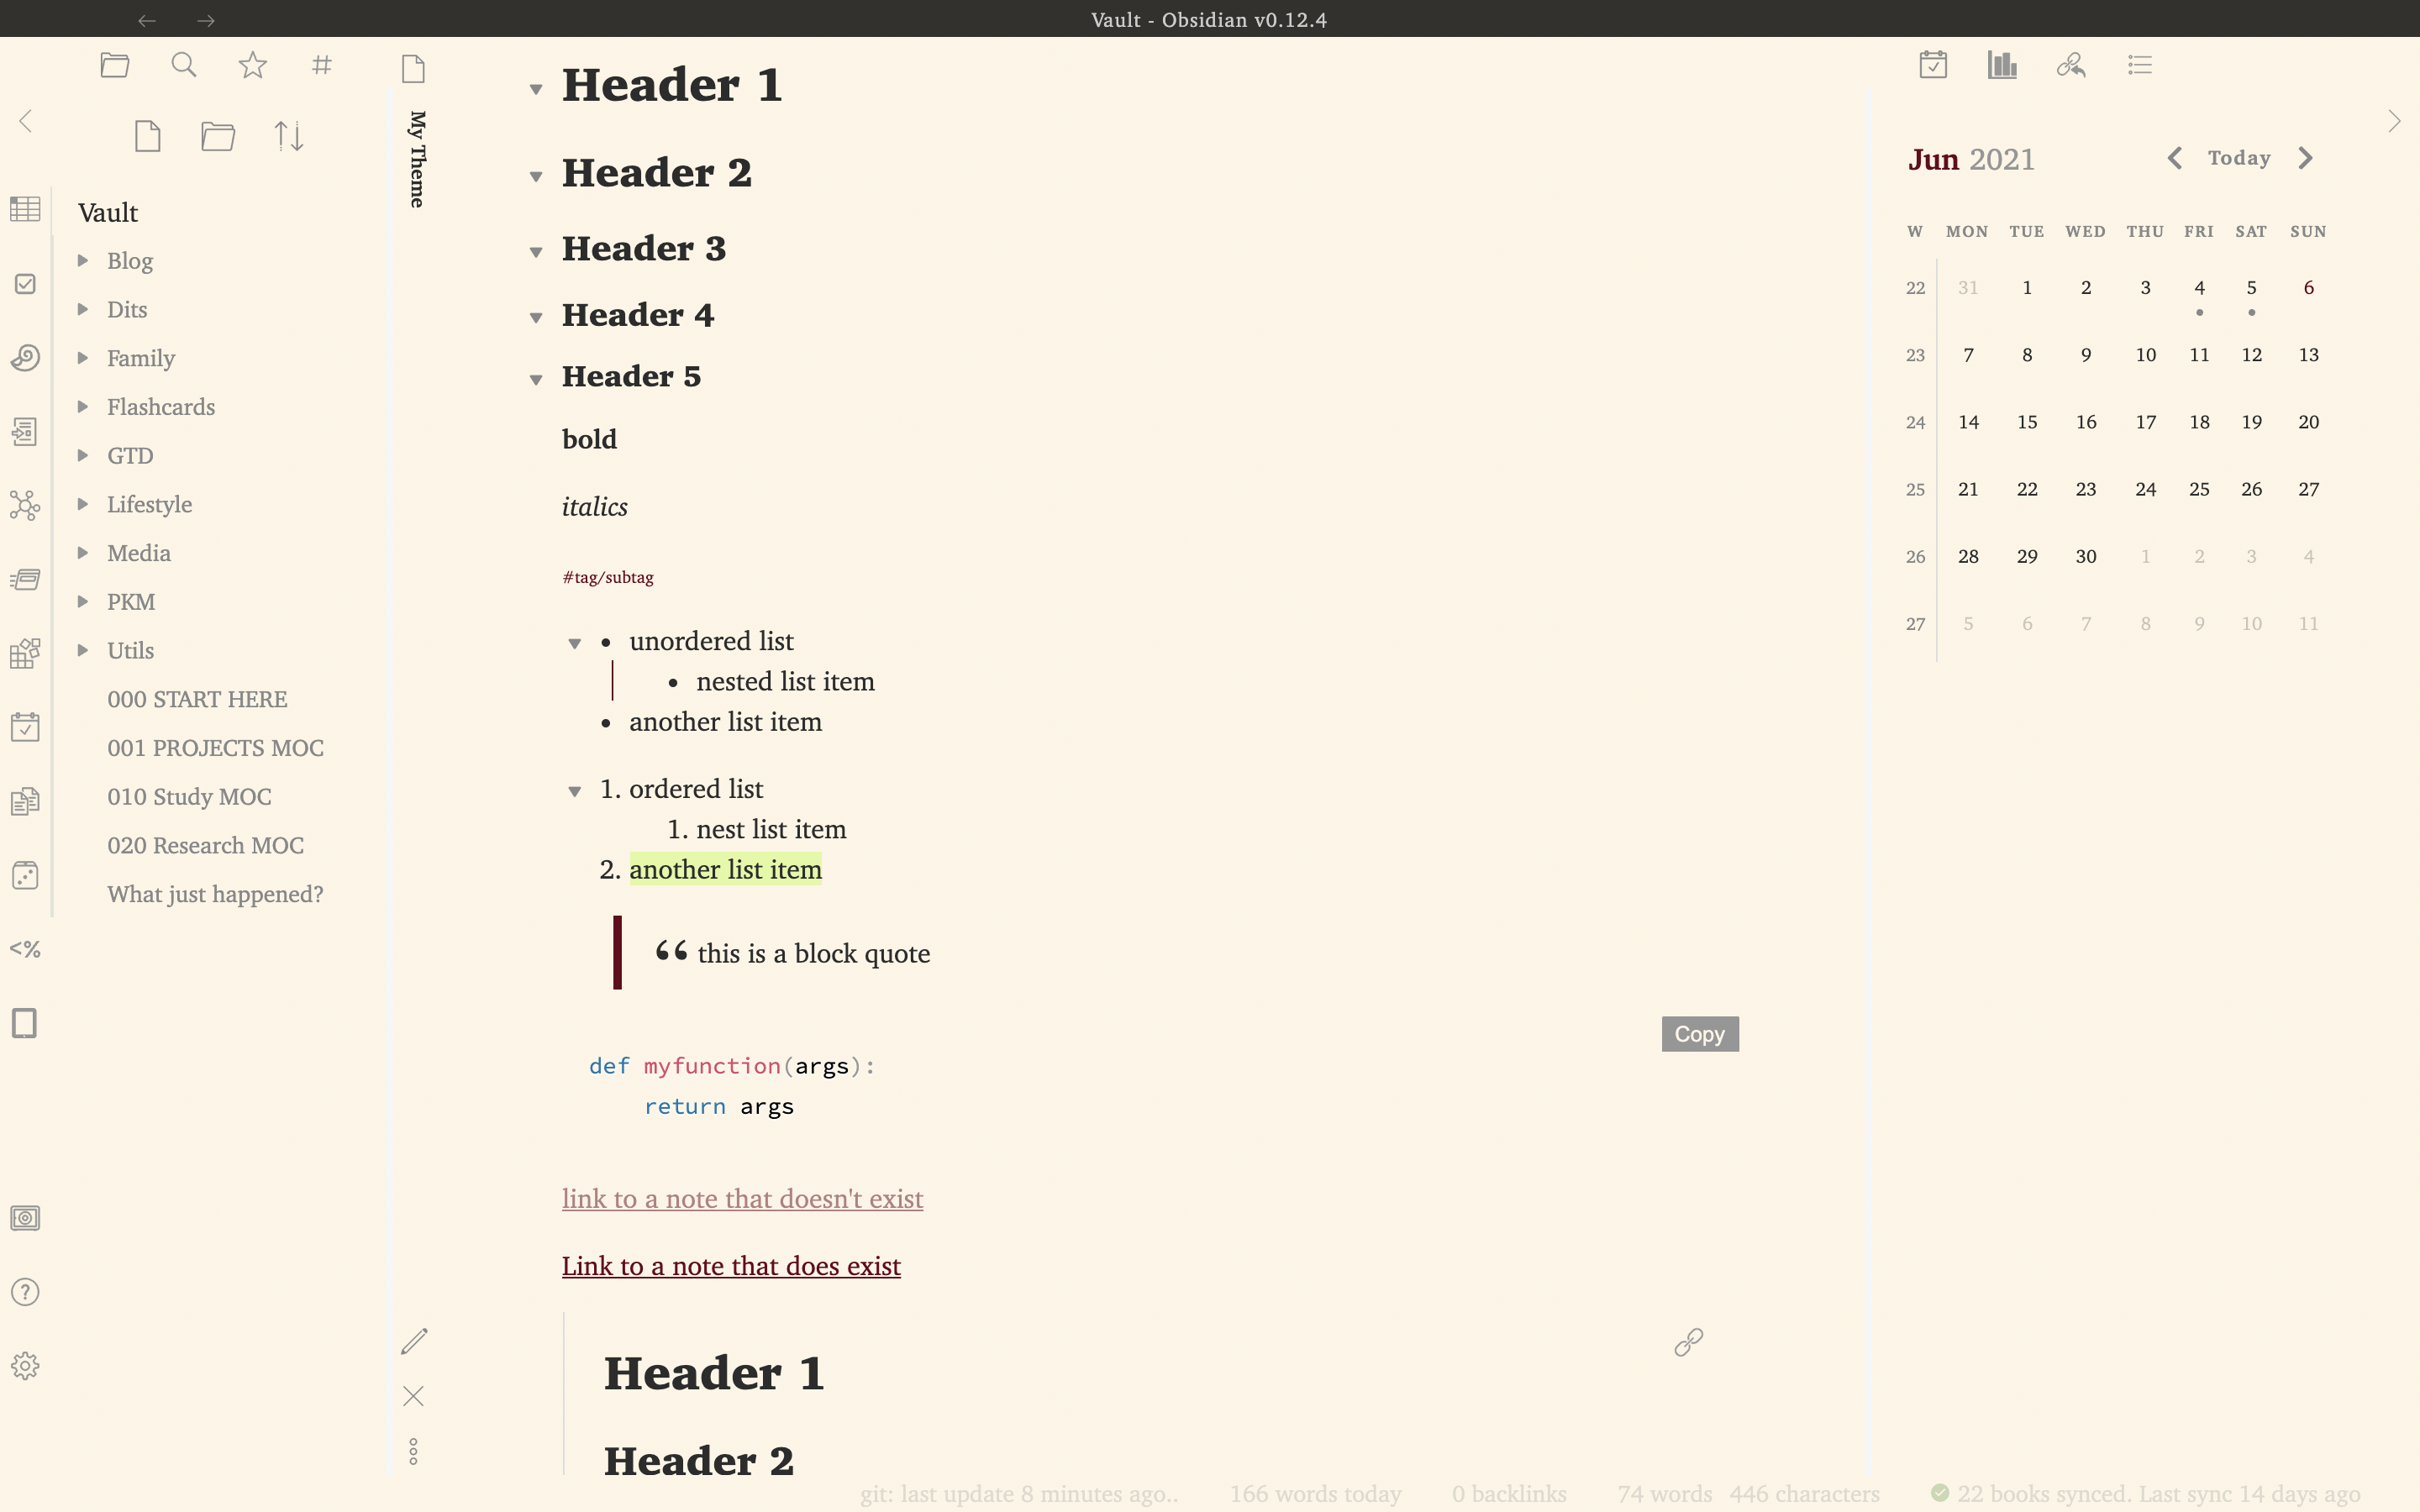 Vault - Obsidian v0.12.4
Vault
Blog
Dits
Family
Flashcards
GTD
Lifestyle
Media
PKM
Utils
000 START HERE
001 PROJECTS MOC
010 Study MOC
020 Research MOC
What just happened?
<%
My Theme
Header 1
Header 2
Header 3
Header 4
Header 5
bold
italics
#tag/subtag
• unordered list
• nested list item
• another list item
1. ordered list
1. nest list item
2. another list item
“ this is a block quote
Copy
def myfunction(args):
return args
link to a note that doesn't exist
Link to a note that does exist
Header 1
Header 2
Jun 2021
Today
W MON TUE WED THU FRI SAT SUN
22 31 1 2 3 4 5 6
23 7 8 9 10 11 12 13
24 14 15 16 17 18 19 20
25 21 22 23 24 25 26 27
26 28 29 30 1 2 3 4
27 5 6 7 8 9 10 11
git: last update 8 minutes ago.. 166 words today 0 backlinks 74 words 446 characters 22 books synced. Last sync 14 days ago